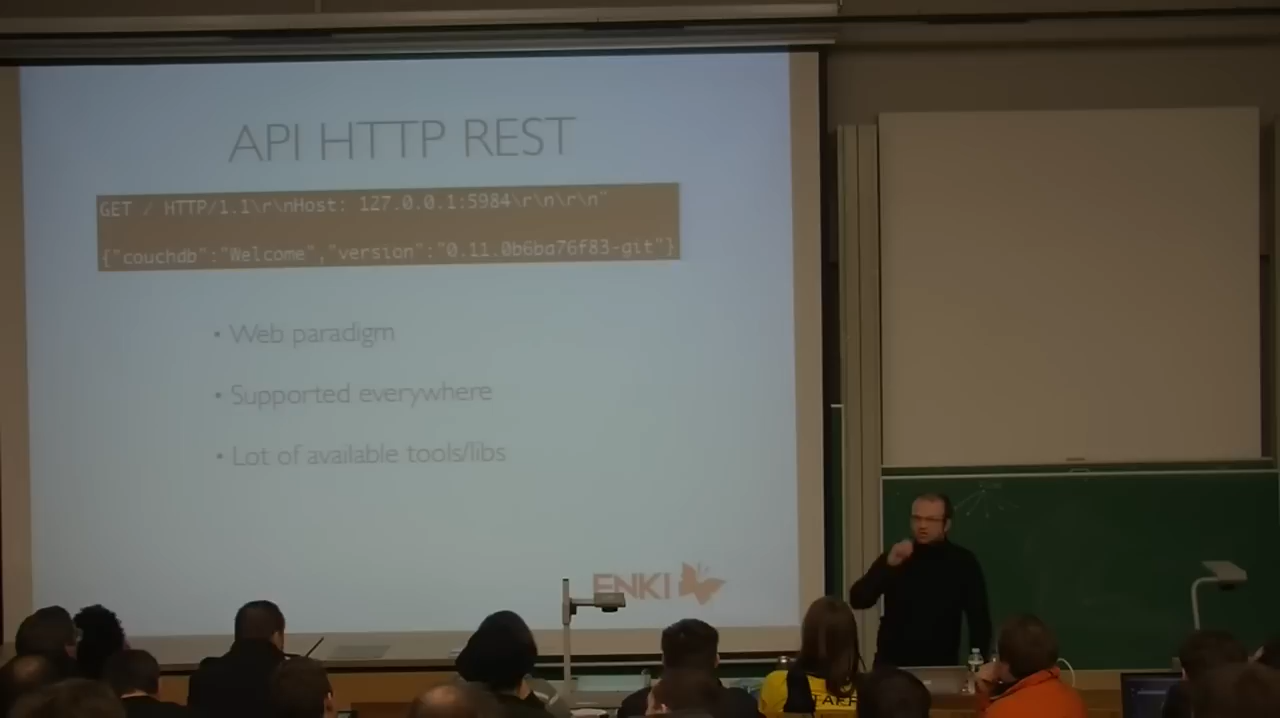 API HTTP REST
GET / HTTP/1.1\r\nHost: 127.0.0.1:5984\r\n\r\n"
{"couchdb":"Welcome","version":"0.11.0b6ba76f83-git"}
• Web paradigm
• Supported everywhere
• Lot of available tools/libs
ENKI
STAFF